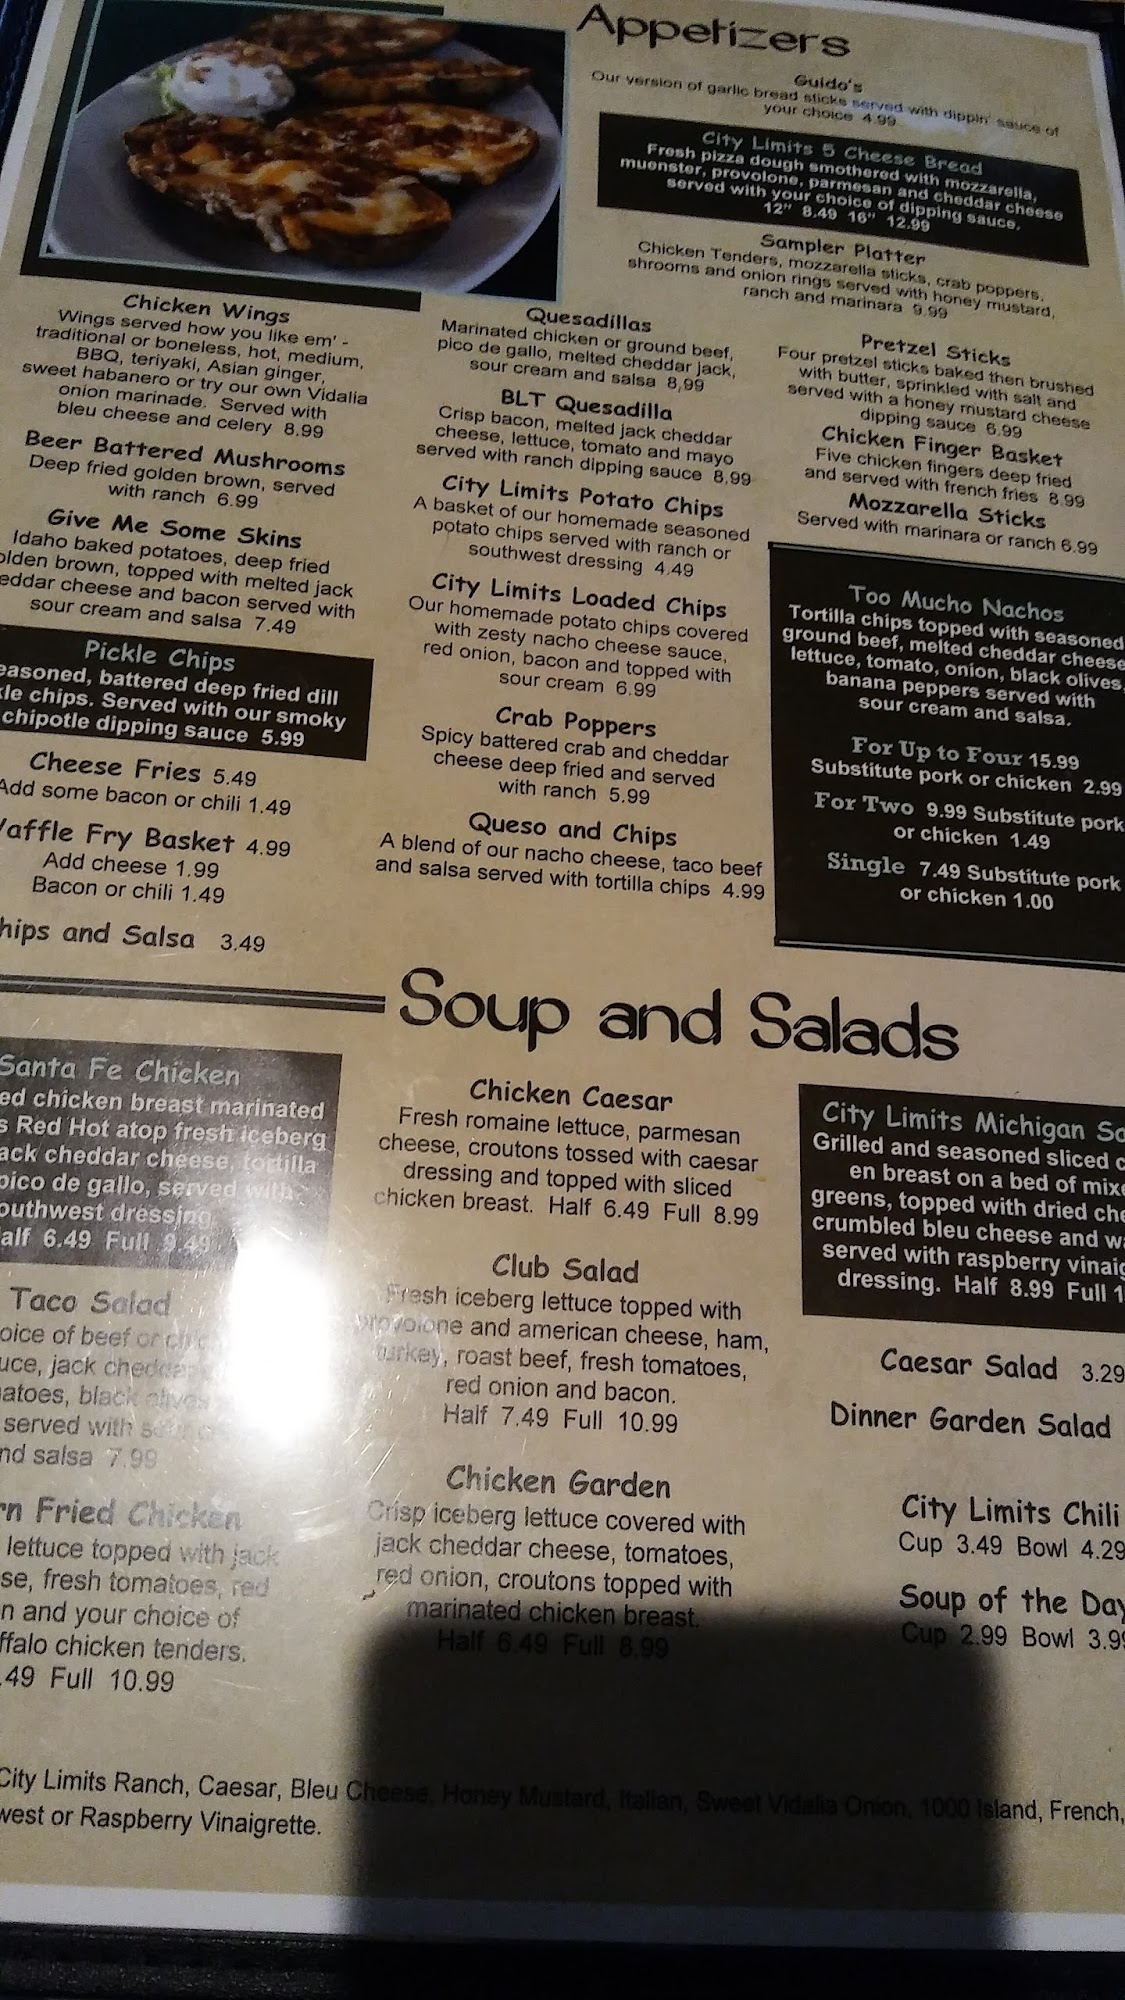 Appetizers
Guido's
Our version of garlic bread sticks served with dippin' sauce of
your choice 4.99
City Limits 5 Cheese Bread
Fresh pizza dough smothered with mozzarella,
muenster, provolone, parmesan and cheddar cheese
served with your choice of dipping sauce.
12" 8.49 16" 12.99
Sampler Platter
Chicken Tenders, mozzarella sticks, crab poppers,
shrooms and onion rings served with honey mustard,
ranch and marinara 9.99
Chicken Wings
Wings served how you like em' -
traditional or boneless, hot, medium,
BBQ, teriyaki, Asian ginger,
sweet habanero or try our own Vidalia
onion marinade. Served with
bleu cheese and celery 8.99
Beer Battered Mushrooms
Deep fried golden brown, served
with ranch 6.99
Give Me Some Skins
Idaho baked potatoes, deep fried
olden brown, topped with melted jack
eddar cheese and bacon served with
sour cream and salsa 7.49
Pickle Chips
easoned, battered deep fried dill
kle chips. Served with our smoky
chipotle dipping sauce 5.99
Cheese Fries 5.49
Add some bacon or chili 1.49
affle Fry Basket 4.99
Add cheese 1.99
Bacon or chili 1.49
hips and Salsa 3.49
Quesadillas
Marinated chicken or ground beef,
pico de gallo, melted cheddar jack,
sour cream and salsa 8.99
BLT Quesadilla
Crisp bacon, melted jack cheddar
cheese, lettuce, tomato and mayo
served with ranch dipping sauce 8.99
City Limits Potato Chips
A basket of our homemade seasoned
potato chips served with ranch or
southwest dressing 4.49
City Limits Loaded Chips
Our homemade potato chips covered
with zesty nacho cheese sauce,
red onion, bacon and topped with
sour cream 6.99
Crab Poppers
Spicy battered crab and cheddar
cheese deep fried and served
with ranch 5.99
Queso and Chips
A blend of our nacho cheese, taco beef
and salsa served with tortilla chips 4.99
Pretzel Sticks
Four pretzel sticks baked then brushed
with butter, sprinkled with salt and
served with a honey mustard cheese
dipping sauce 6.99
Chicken Finger Basket
Five chicken fingers deep fried
and served with french fries 8.99
Mozzarella Sticks
Served with marinara or ranch 6.99
Too Mucho Nachos
Tortilla chips topped with seasoned
ground beef, melted cheddar cheese
lettuce, tomato, onion, black olives,
banana peppers served with
sour cream and salsa.
For Up to Four 15.99
Substitute pork or chicken 2.99
For Two 9.99 Substitute pork
or chicken 1.49
Single 7.49 Substitute pork
or chicken 1.00
Soup and Salads
Santa Fe Chicken
ed chicken breast marinated
s Red Hot atop fresh iceberg
ack cheddar cheese, tortilla
pico de gallo, served with
outhwest dressing
alf 6.49 Full 9.49
Taco Salad
oice of beef or
uce, jack cheddar
atoes, black olives
served with
nd salsa 7.99
rn Fried Chicken
lettuce topped with jack
se, fresh tomatoes, red
n and your choice of
ffalo chicken tenders.
.49 Full 10.99
Chicken Caesar
Fresh romaine lettuce, parmesan
cheese, croutons tossed with caesar
dressing and topped with sliced
chicken breast. Half 6.49 Full 8.99
Club Salad
Fresh iceberg lettuce topped with
provolone and american cheese, ham,
turkey, roast beef, fresh tomatoes,
red onion and bacon.
Half 7.49 Full 10.99
Chicken Garden
Crisp iceberg lettuce covered with
jack cheddar cheese, tomatoes,
red onion, croutons topped with
marinated chicken breast.
Half 6.49 Full 8.99
City Limits Michigan Sa
Grilled and seasoned sliced c
en breast on a bed of mixe
greens, topped with dried che
crumbled bleu cheese and wa
served with raspberry vinaig
dressing. Half 8.99 Full 1
Caesar Salad 3.29
Dinner Garden Salad
City Limits Chili
Cup 3.49 Bowl 4.29
Soup of the Day
Cup 2.99 Bowl 3.99
City Limits Ranch, Caesar, Bleu Cheese, Honey Mustard, Italian, Sweet Vidalia Onion, 1000 Island, French,
west or Raspberry Vinaigrette.